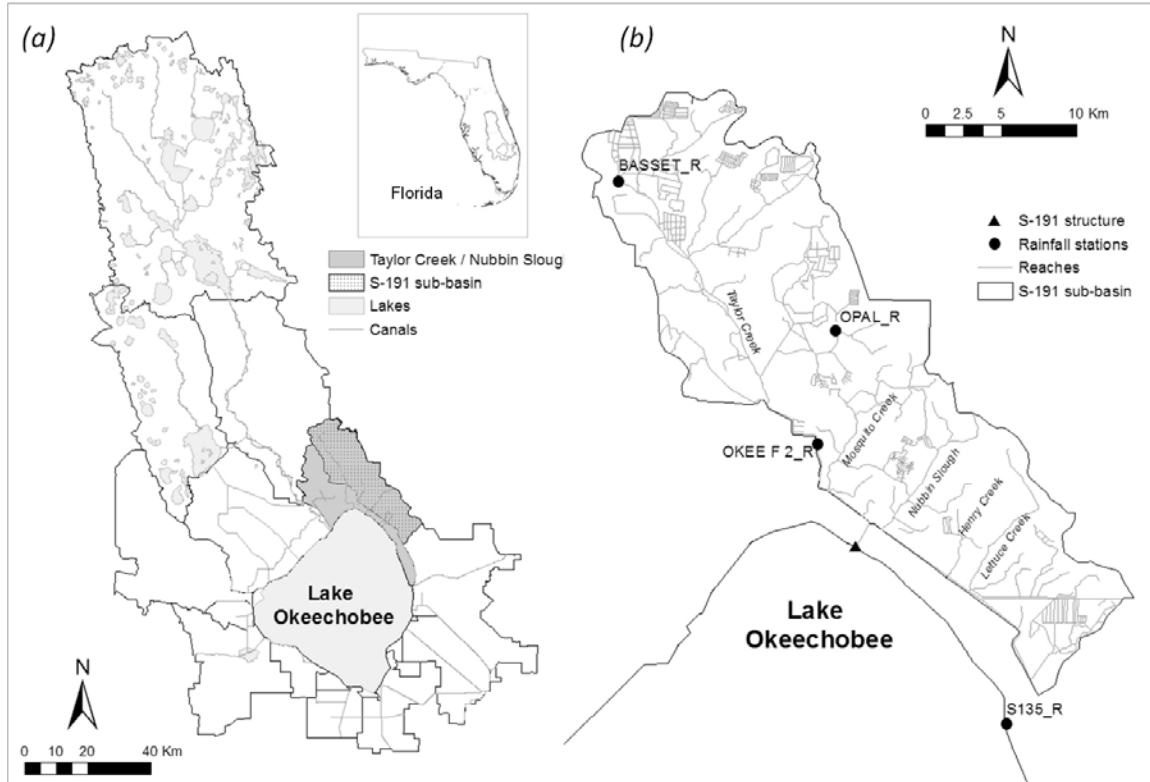 (a)
Florida
Taylor Creek / Nubbin Sloug
S-191 sub-basin
Lakes
Canals
Lake
Okeechobee
N
0 10 20 40 Km
(b)
N
0 2.5 5 10 Km
BASSET_R
S-191 structure
Rainfall stations
Reaches
S-191 sub-basin
Taylor Creek
OPAL_R
Mosquito Creek
OKEE F 2_R
Nubbin Slough
Henry Creek
Lettuce Creek
Lake
Okeechobee
S135_R